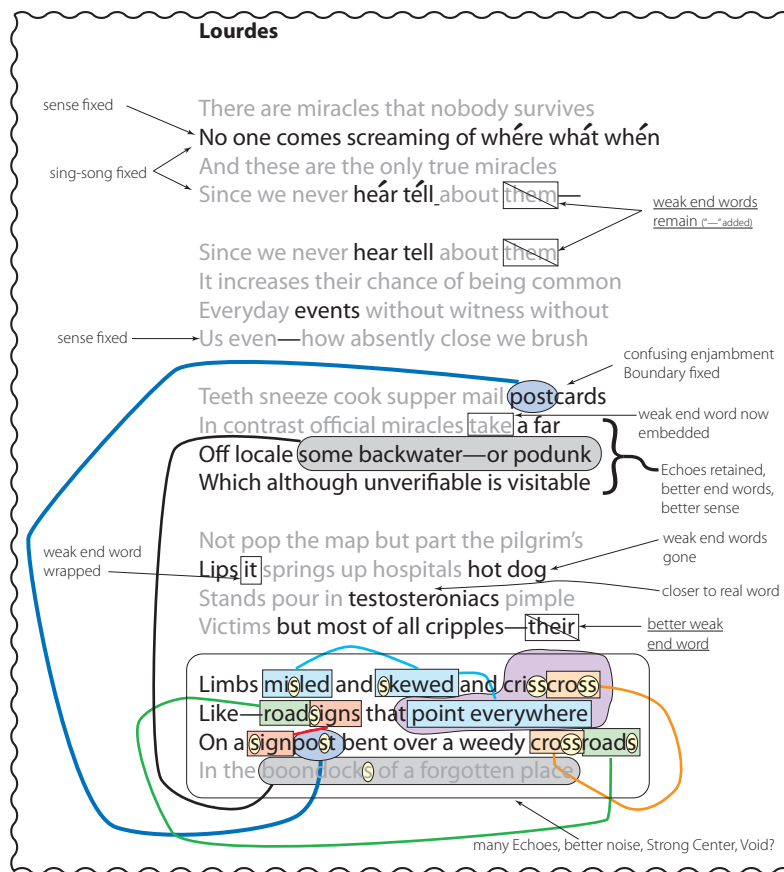 Lourdes
There are miracles that nobody survives
sense fixed
No one comes screaming of whére whát whén
And these are the only true miracles
sing-song fixed
Since we never héar téll about them—
weak end words
remain ("—"added)
Since we never hear tell about them
It increases their chance of being common
Everyday events without witness without
sense fixed
Us even—how absently close we brush
confusing enjambment
Boundary fixed
Teeth sneeze cook supper mail postcards
In contrast official miracles take a far
weak end word now
embedded
Off locale some backwater—or podunk
Which although unverifiable is visitable
Echoes retained,
better end words,
better sense
Not pop the map but part the pilgrim's
weak end words
gone
weak end word
wrapped
Lips it springs up hospitals hot dog
Stands pour in testosteroniacs pimple
closer to real word
Victims but most of all cripples—their
better weak
end word
Limbs misled and skewed and crisscross
Like—roadsigns that point everywhere
On a signpost bent over a weedy crossroads
In the boondocks of a forgotten place
many Echoes, better noise, Strong Center, Void?